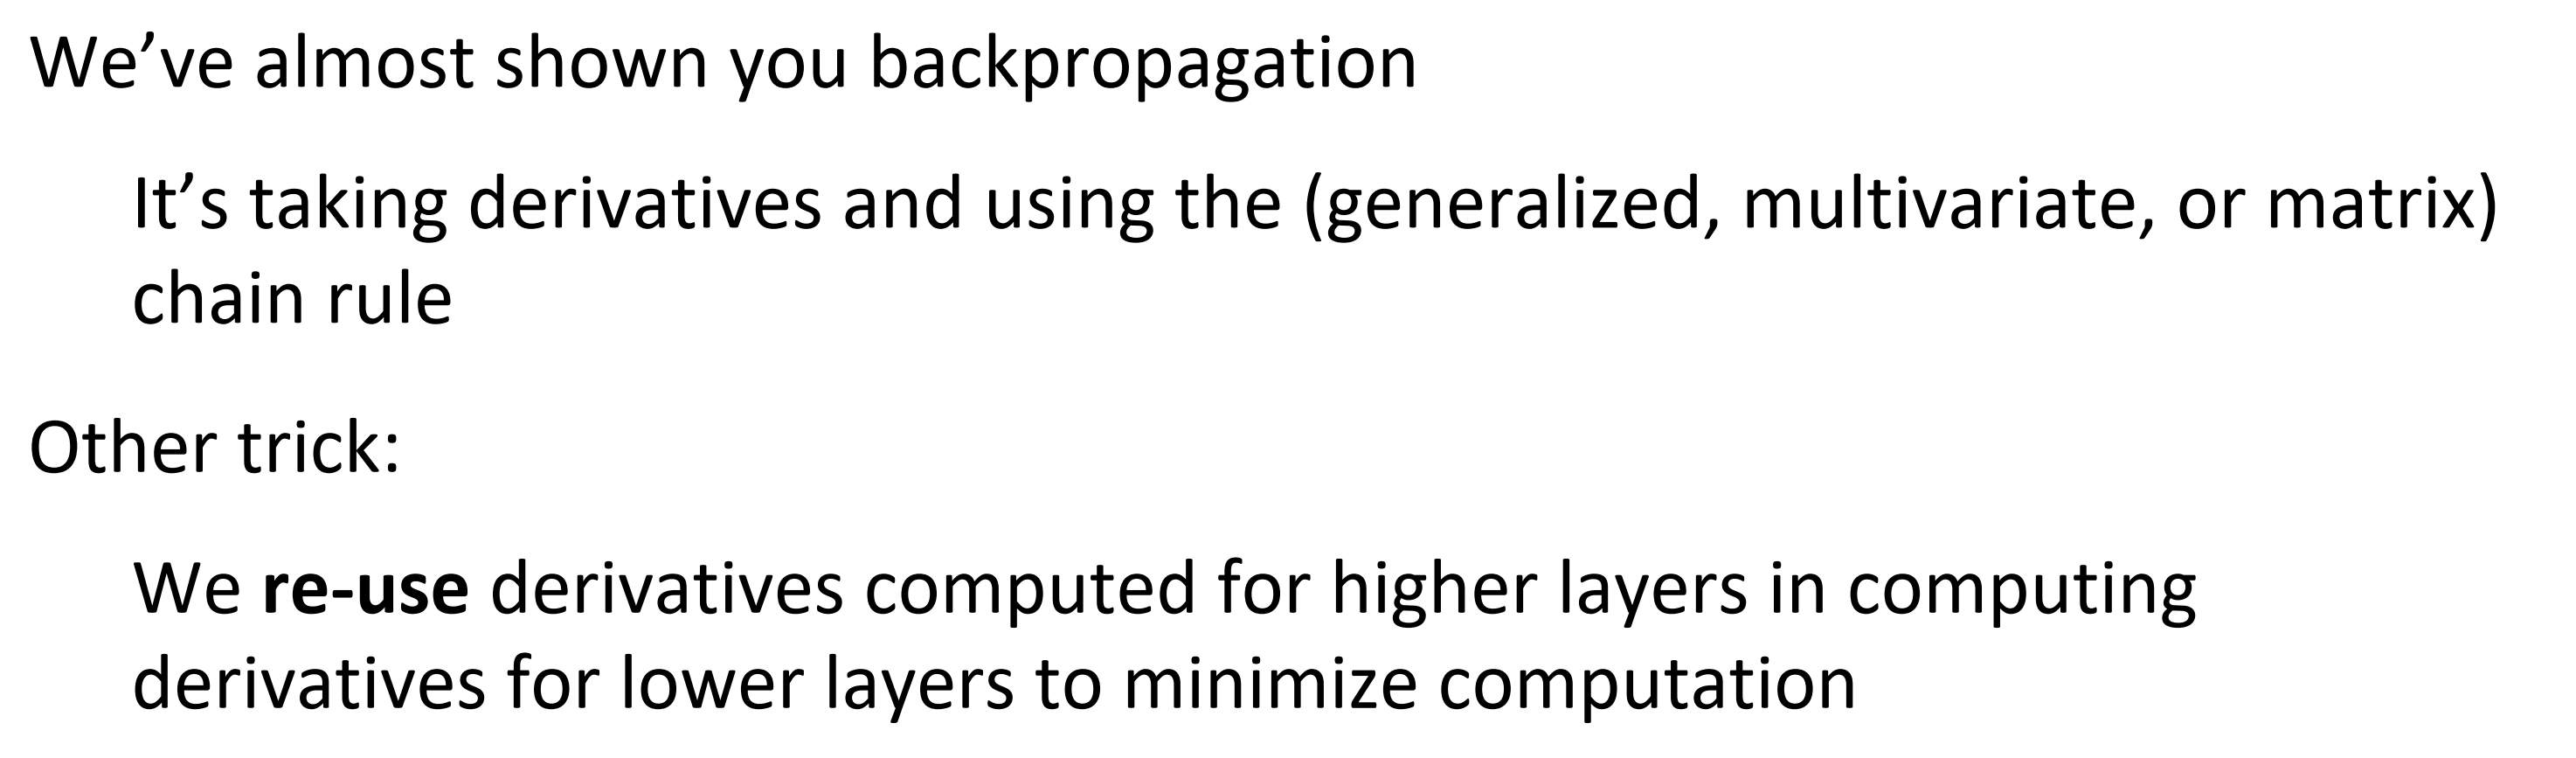 We’ve almost shown you backpropagation
It’s taking derivatives and using the (generalized, multivariate, or matrix)
chain rule
Other trick:
We re-use derivatives computed for higher layers in computing
derivatives for lower layers to minimize computation